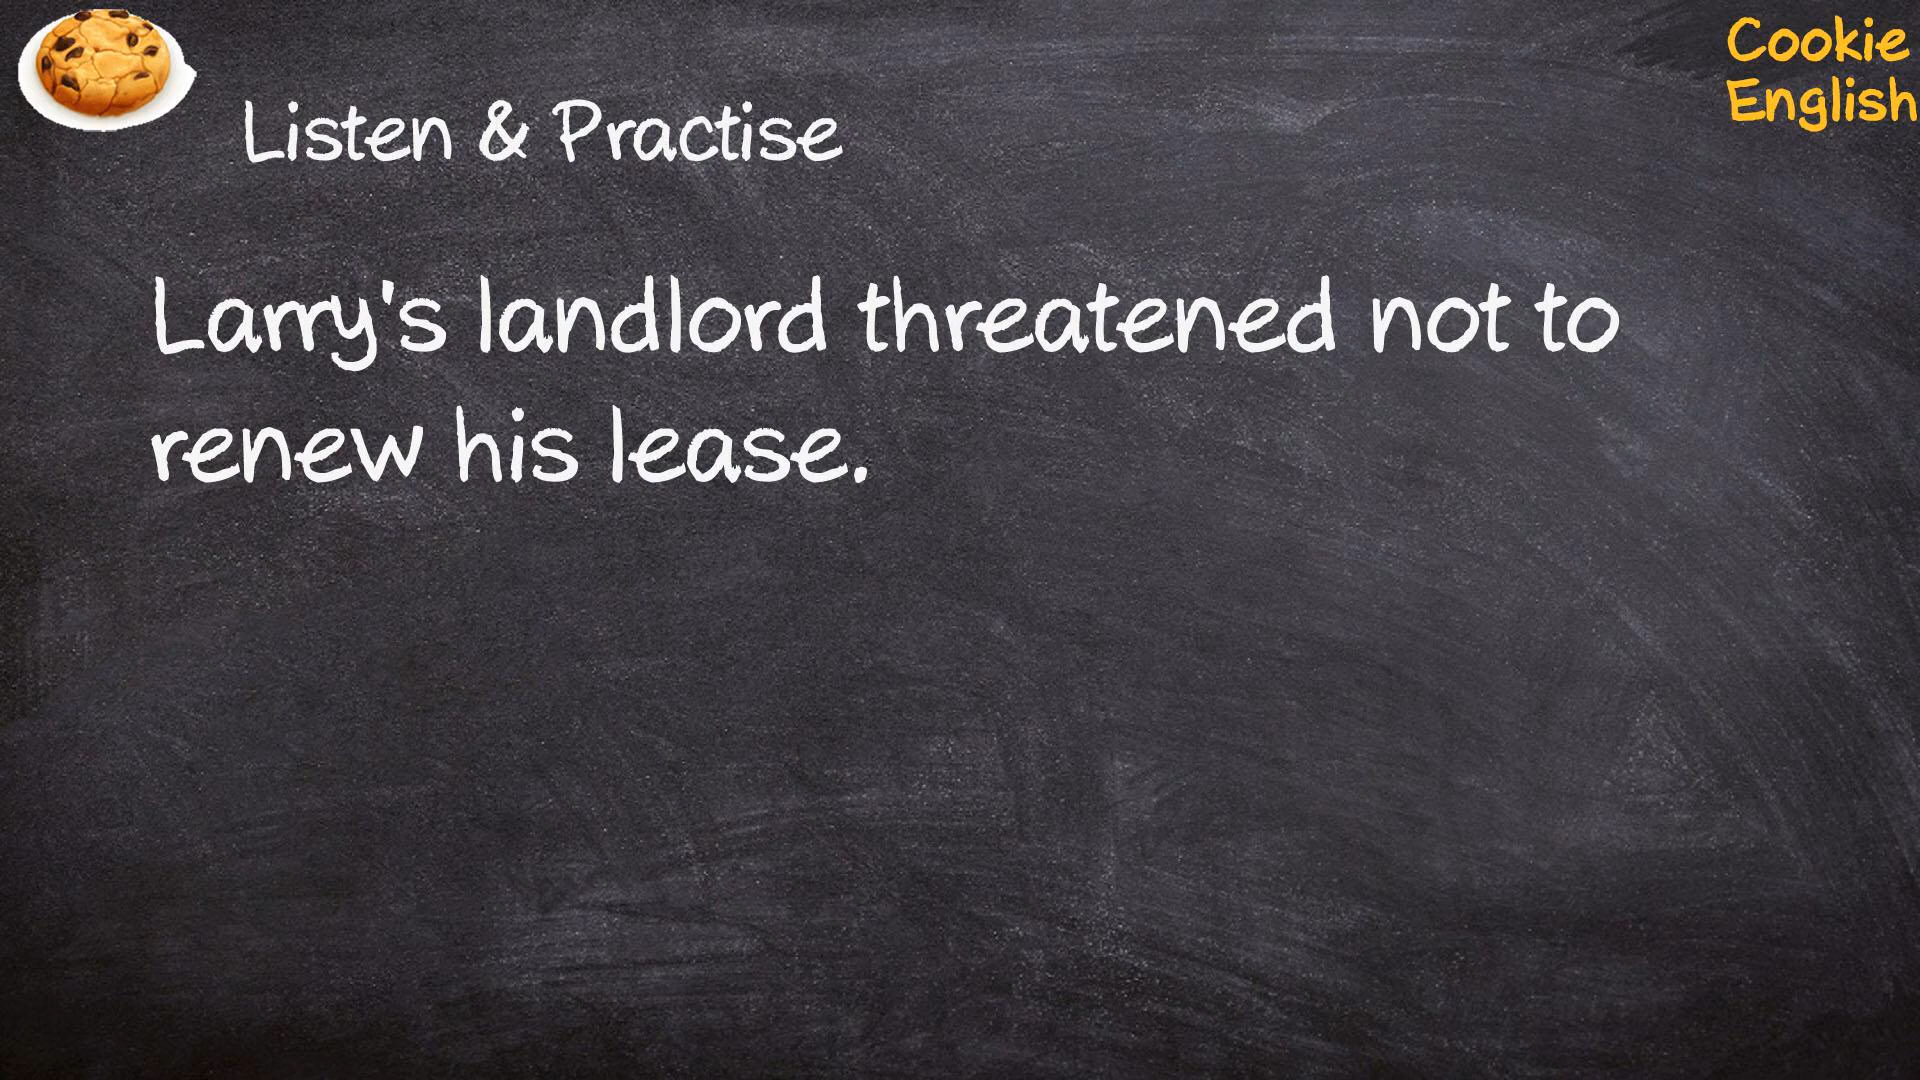 Cookie
English
Listen & Practise
Larry's landlord threatened not to
renew his lease.